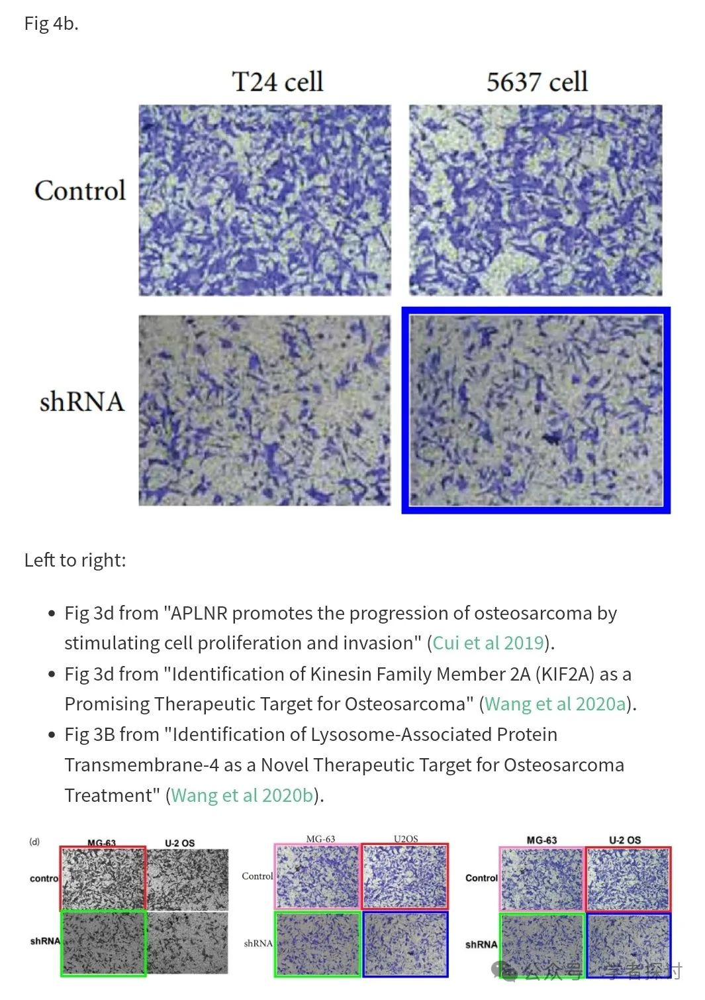 Fig 4b.
T24 cell 5637 cell
Control
shRNA
Left to right:
• Fig 3d from "APLNR promotes the progression of osteosarcoma by
stimulating cell proliferation and invasion" (Cui et al 2019).
• Fig 3d from "Identification of Kinesin Family Member 2A (KIF2A) as a
Promising Therapeutic Target for Osteosarcoma" (Wang et al 2020a).
• Fig 3B from "Identification of Lysosome-Associated Protein
Transmembrane-4 as a Novel Therapeutic Target for Osteosarcoma
Treatment" (Wang et al 2020b).
(d) MG-63 U-2 OS MG-63 U2OS MG-63 U-2 OS
contro Control Control
shRNA shRNA shRNA
公众号 · 学者探讨